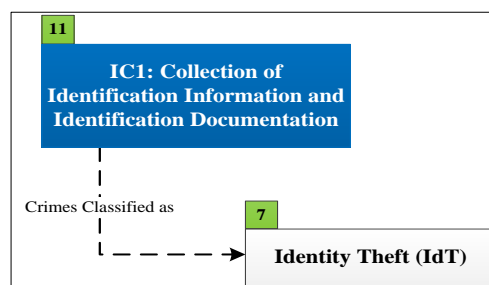 11
IC1: Collection of
Identification Information and
Identification Documentation
Crimes Classified as
7
Identity Theft (IdT)